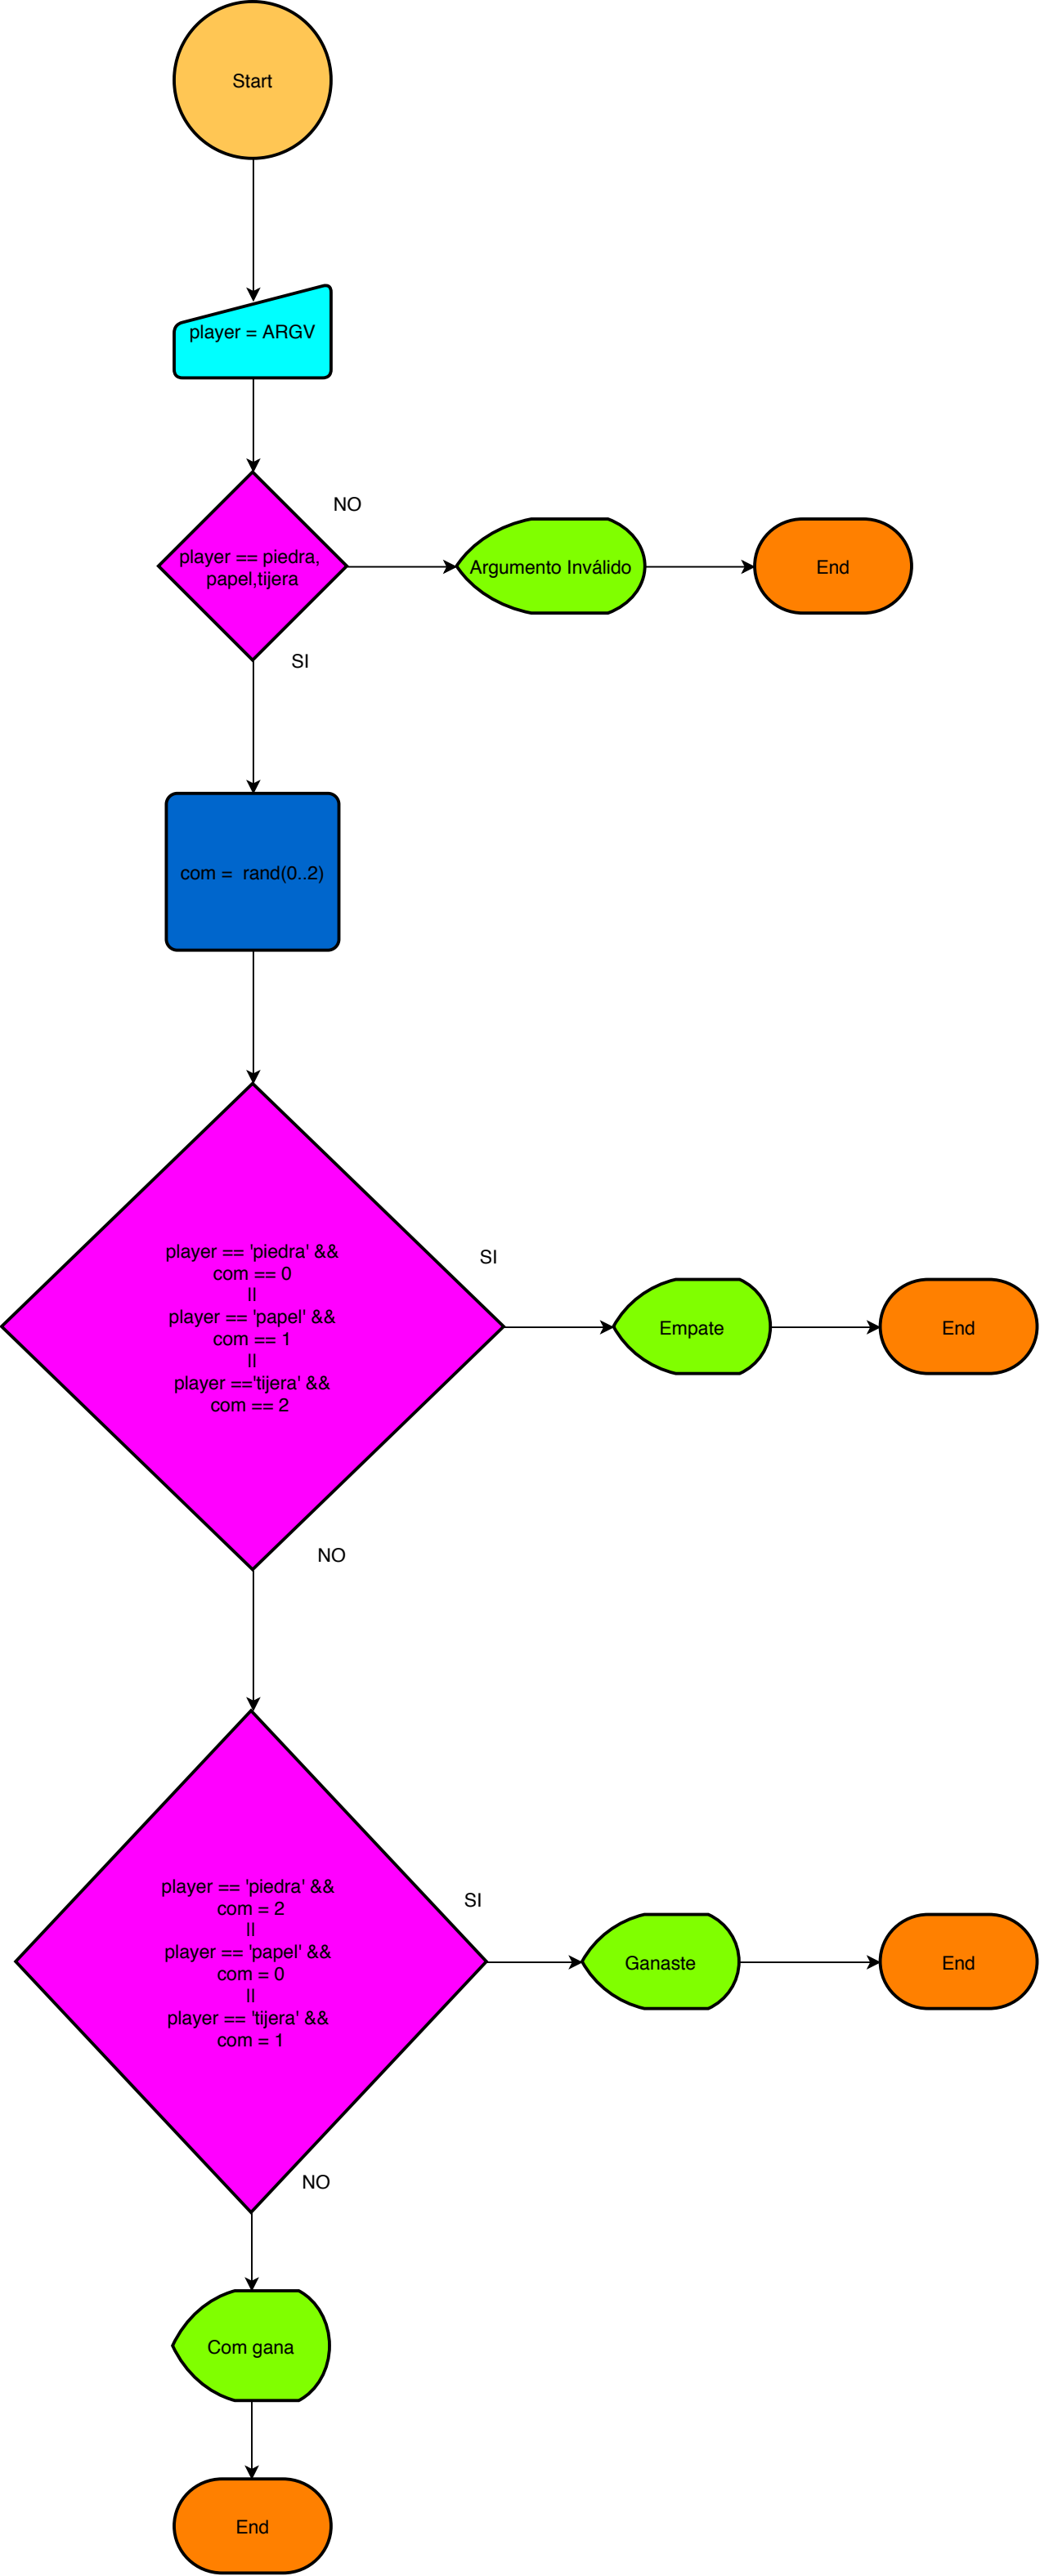 Start
player = ARGV
NO
player == piedra,
papel,tijera
Argumento Inválido
End
SI
com =  rand(0..2)
SI
player == 'piedra' &&
com == 0
||
player == 'papel' &&
com == 1
||
player =='tijera' &&
com == 2
Empate
End
NO
SI
player == 'piedra' &&
com = 2
||
player == 'papel' &&
com = 0
||
player == 'tijera' &&
com = 1
Ganaste
End
NO
Com gana
End